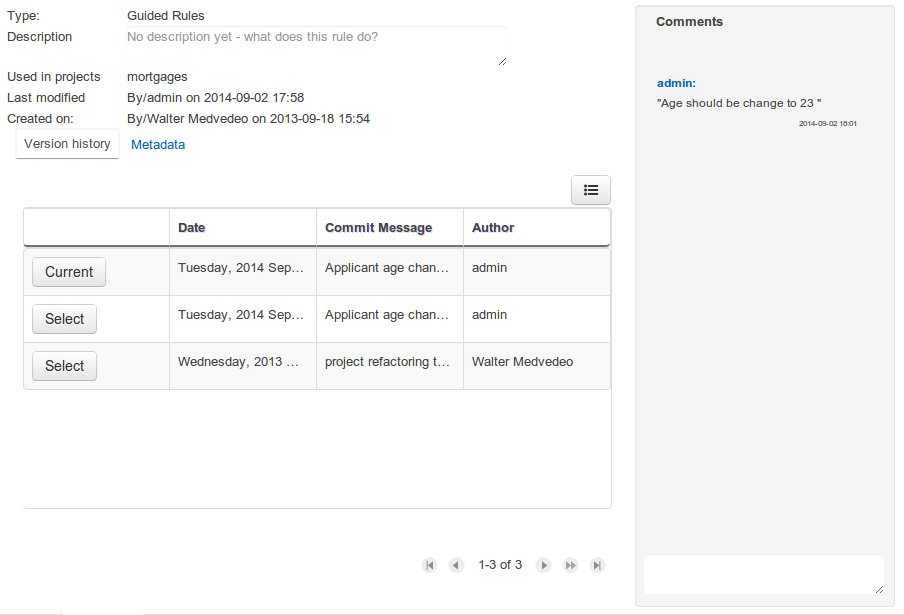 Type: Guided Rules
Description No description yet - what does this rule do?
Used in projects mortgages
Last modified By/admin on 2014-09-02 17:58
Created on: By/Walter Medvedeo on 2013-09-18 15:54
Version history Metadata
Date Commit Message Author
Current Tuesday, 2014 Sep... Applicant age chan... admin
Select Tuesday, 2014 Sep... Applicant age chan... admin
Select Wednesday, 2013 ... project refactoring t... Walter Medvedeo
1-3 of 3
Comments
admin:
"Age should be change to 23 "
2014-09-02 18:01